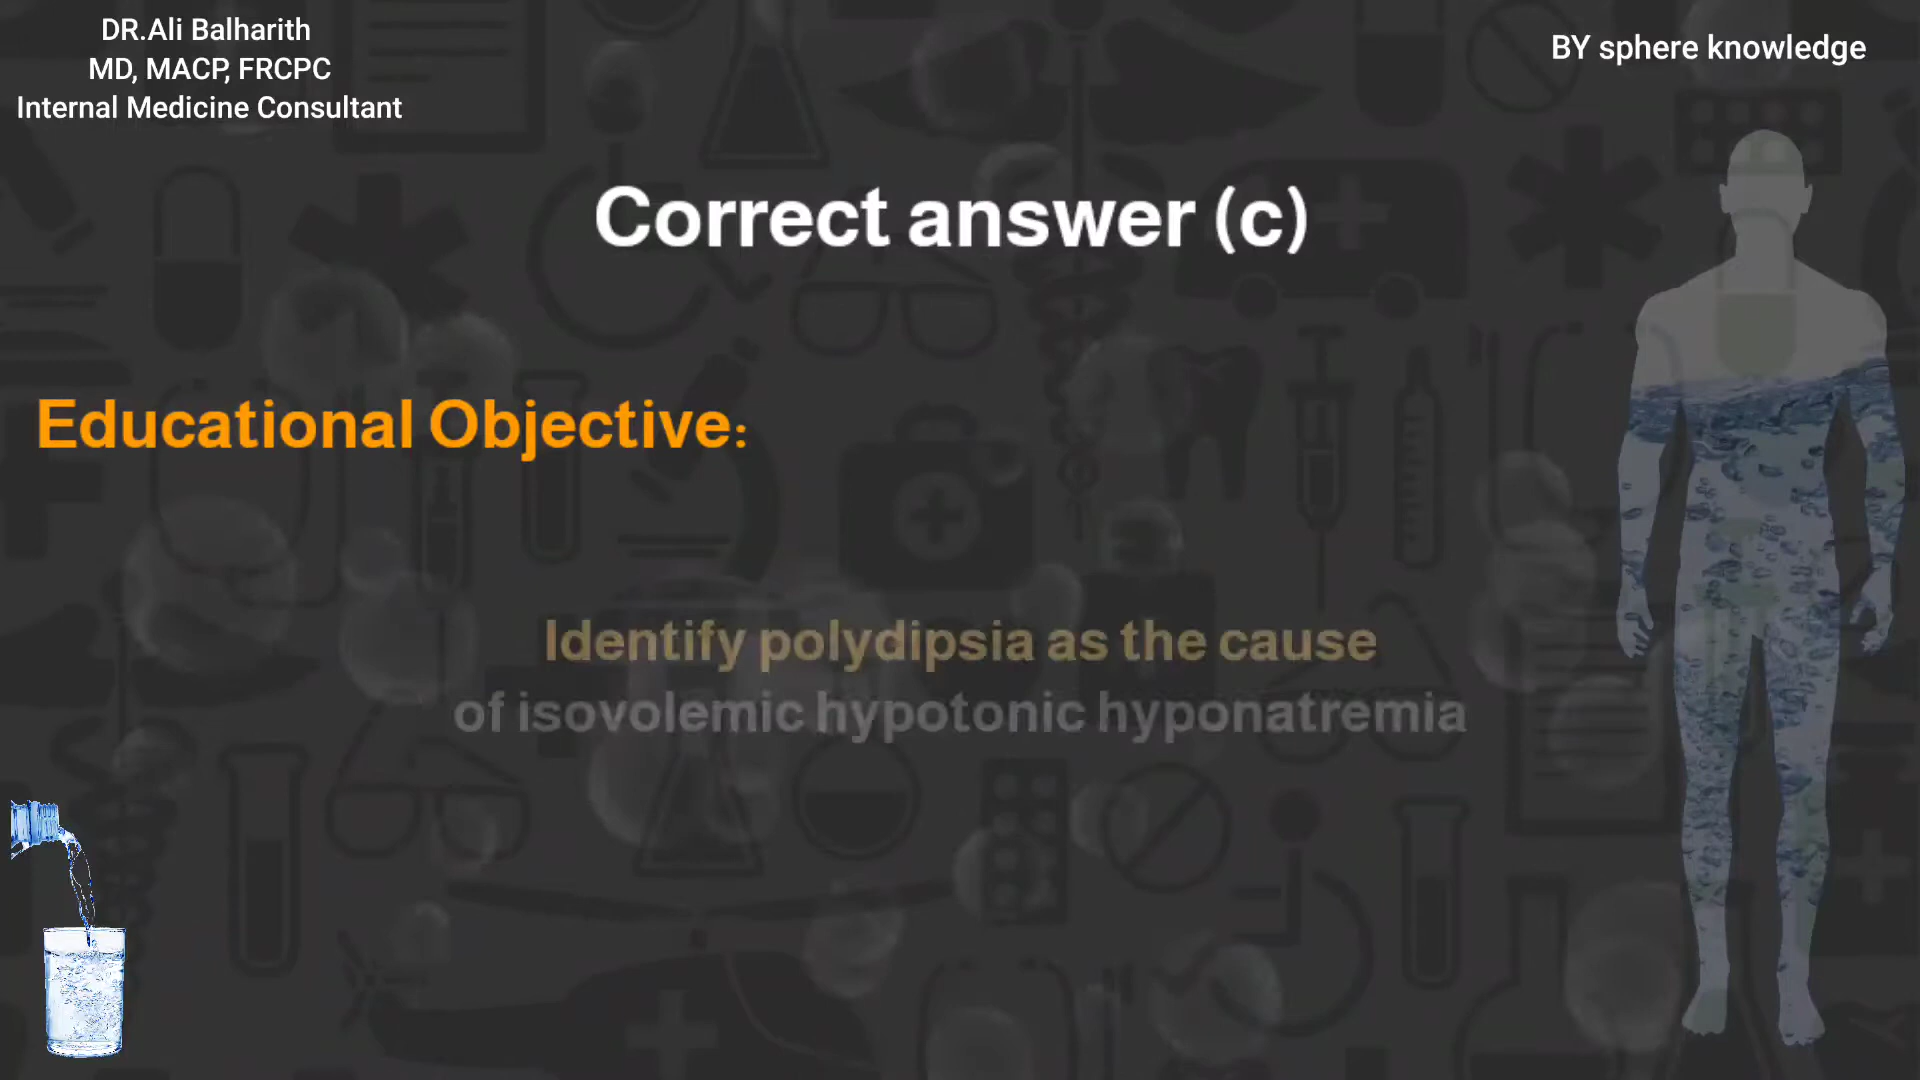 DR.Ali Balharith
MD, MACP, FRCPC
Internal Medicine Consultant
BY sphere knowledge
Correct answer (c)
Educational Objective:
Identify polydipsia as the cause
of isovolemic hypotonic hyponatremia